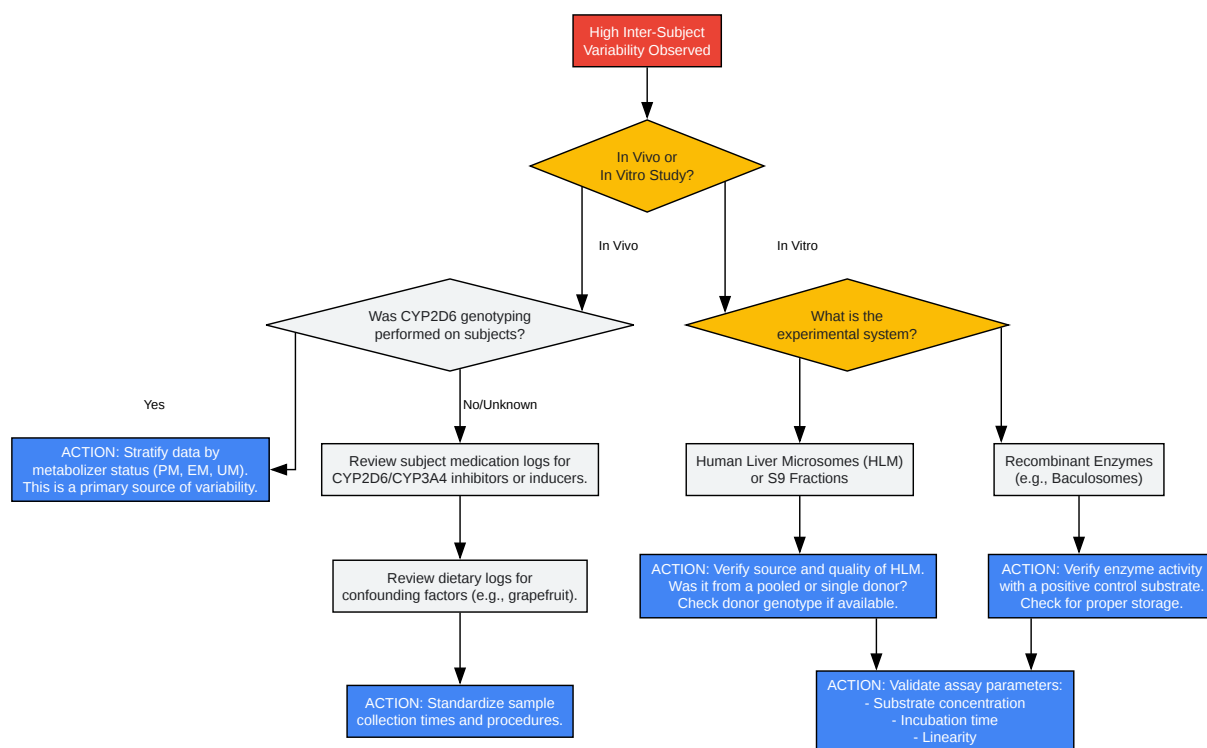 High Inter-Subject
Variability Observed
In Vivo or
In Vitro Study?
In Vivo
In Vitro
Was CYP2D6 genotyping
performed on subjects?
What is the
experimental system?
Yes
No/Unknown
ACTION: Stratify data by
metabolizer status (PM, EM, UM).
This is a primary source of variability.
Review subject medication logs for
CYP2D6/CYP3A4 inhibitors or inducers.
Human Liver Microsomes (HLM)
or S9 Fractions
Recombinant Enzymes
(e.g., Baculosomes)
Review dietary logs for
confounding factors (e.g., grapefruit).
ACTION: Verify source and quality of HLM.
Was it from a pooled or single donor?
Check donor genotype if available.
ACTION: Verify enzyme activity
with a positive control substrate.
Check for proper storage.
ACTION: Standardize sample
collection times and procedures.
ACTION: Validate assay parameters:
- Substrate concentration
- Incubation time
- Linearity